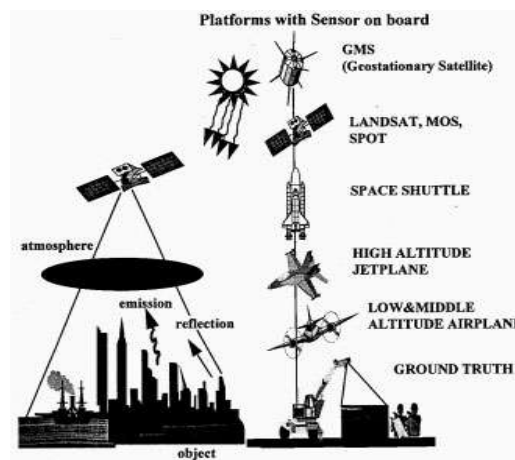 Platforms with Sensor on board
GMS
(Geostationary Satellite)
LANDSAT, MOS,
SPOT
SPACE SHUTTLE
atmosphere
HIGH ALTITUDE
JETPLANE
emission
reflection
LOW&MIDDLE
ALTITUDE AIRPLANE
GROUND TRUTH
object